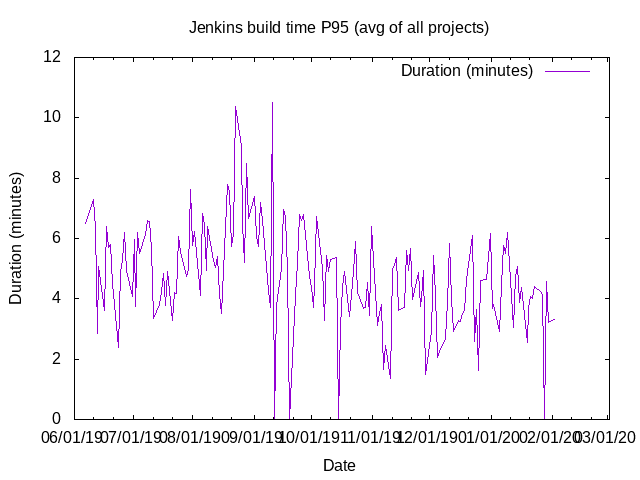 Jenkins build time P95 (avg of all projects)
Duration (minutes)
12
10
8
6
4
2
0
Duration (minutes)
06/01/19 07/01/19 08/01/19 09/01/19 10/01/19 11/01/19 12/01/19 01/01/20 02/01/20 03/01/20
Date